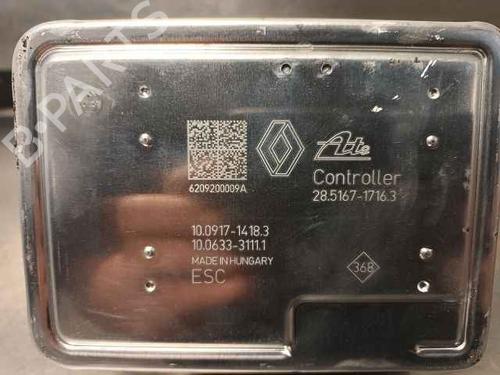 B-PARTS
6209200009A
Ate
Controller
28.5167-1716.3
10.0917-1418.3
10.0633-3111.1
MADE IN HUNGARY
ESC
368